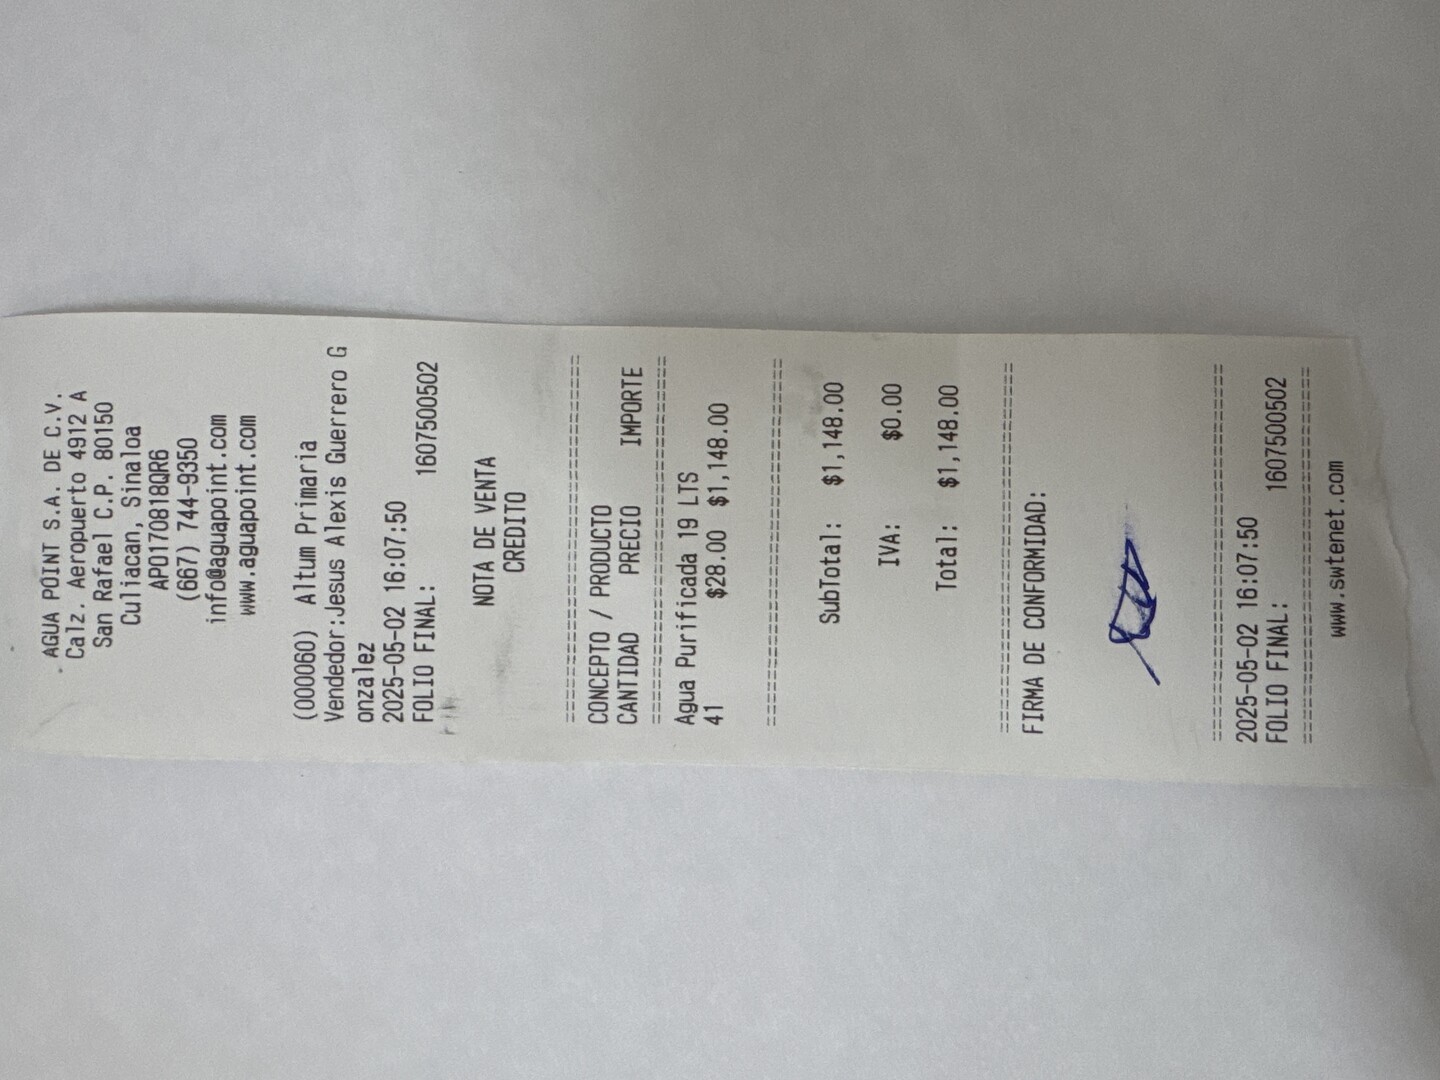 AGUA POINT S.A. DE C.V.
Calz. Aeropuerto 4912 A
San Rafael C.P. 80150
Culiacan, Sinaloa
APO170818QR6
(667) 744-9350
info@aguapoint.com
www.aguapoint.com
(000060) Altum Primaria
Vendedor:Jesus Alexis Guerrero G
onzalez
2025-05-02 16:07:50
FOLIO FINAL: 1607500502
NOTA DE VENTA
CREDITO
================================
CONCEPTO / PRODUCTO
CANTIDAD PRECIO IMPORTE
================================
Agua Purificada 19 LTS
41 $28.00 $1,148.00
================================
SubTotal: $1,148.00
IVA: $0.00
Total: $1,148.00
================================
FIRMA DE CONFORMIDAD:
================================
2025-05-02 16:07:50
FOLIO FINAL: 1607500502
================================
www.swtenet.com